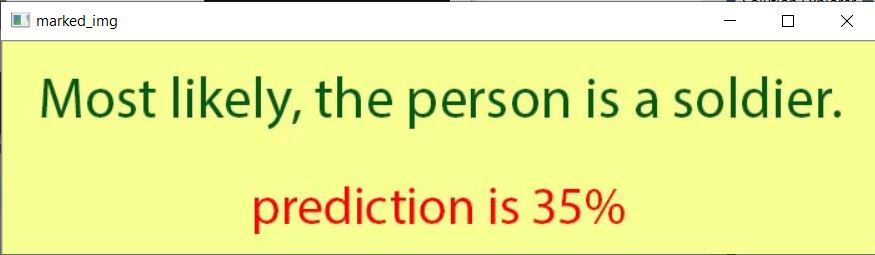 marked_img
Most likely, the person is a soldier.
prediction is 35%